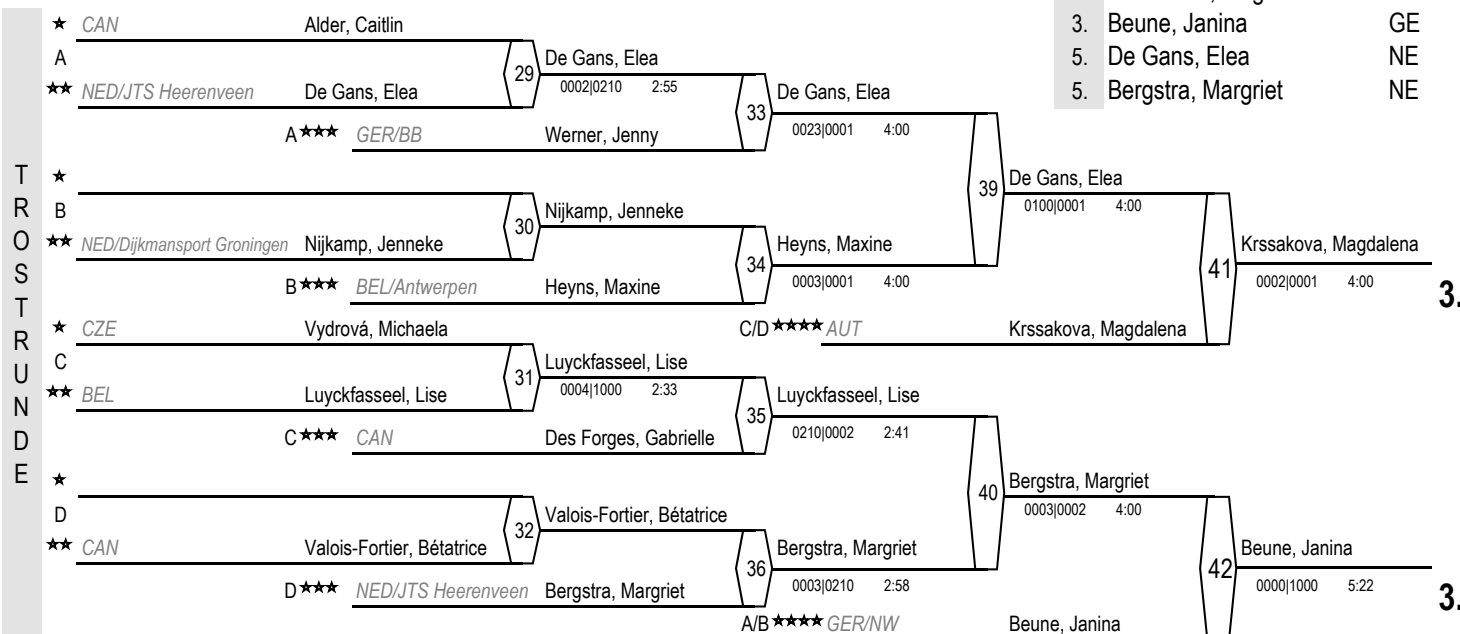 3. Beune, Janina GE
5. De Gans, Elea NE
5. Bergstra, Margriet NE
TROSTRUNDE
★ CAN Alder, Caitlin
A
★★ NED/JTS Heerenveen De Gans, Elea
29 De Gans, Elea
0002|0210 2:55
A ★★★ GER/BB Werner, Jenny
33 De Gans, Elea
0023|0001 4:00
★
B
★★ NED/Dijkmansport Groningen Nijkamp, Jenneke
30 Nijkamp, Jenneke
B ★★★ BEL/Antwerpen Heyns, Maxine
34 Heyns, Maxine
0003|0001 4:00
39 De Gans, Elea
0100|0001 4:00
C/D ★★★★ AUT Krssakova, Magdalena
41 Krssakova, Magdalena
0002|0001 4:00
3.
★ CZE Vydrová, Michaela
C
★★ BEL Luyckfasseel, Lise
31 Luyckfasseel, Lise
0004|1000 2:33
C ★★★ CAN Des Forges, Gabrielle
35 Luyckfasseel, Lise
0210|0002 2:41
★
D
★★ CAN Valois-Fortier, Bétatrice
32 Valois-Fortier, Bétatrice
D ★★★ NED/JTS Heerenveen Bergstra, Margriet
36 Bergstra, Margriet
0003|0210 2:58
40 Bergstra, Margriet
0003|0002 4:00
A/B ★★★★ GER/NW Beune, Janina
42 Beune, Janina
0000|1000 5:22
3.